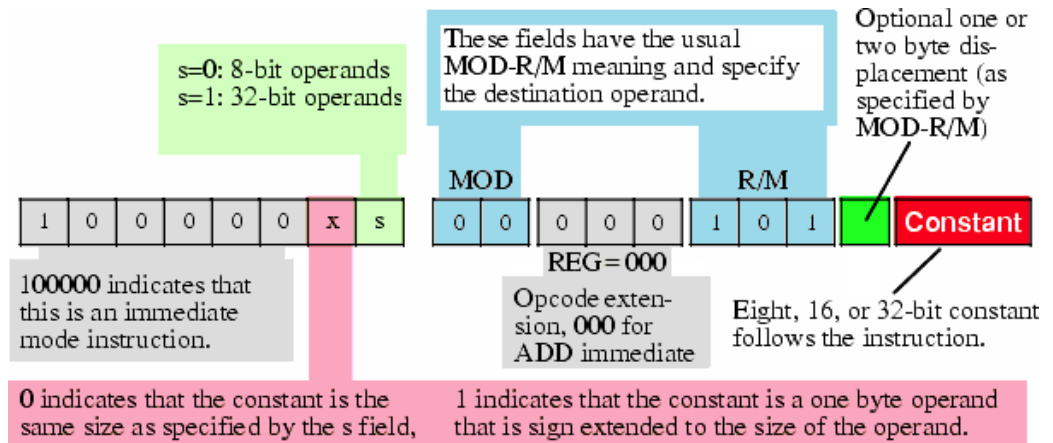 s=0: 8-bit operands
s=1: 32-bit operands
These fields have the usual
MOD-R/M meaning and specify
the destination operand.
Optional one or
two byte dis-
placement (as
specified by
MOD-R/M)
MOD
R/M
1 0 0 0 0 0 x s 0 0 0 0 0 1 0 1 Constant
REG=000
100000 indicates that
this is an immediate
mode instruction.
Opcode exten-
sion, 000 for
ADD immediate
Eight, 16, or 32-bit constant
follows the instruction.
0 indicates that the constant is the
same size as specified by the s field,
1 indicates that the constant is a one byte operand
that is sign extended to the size of the operand.